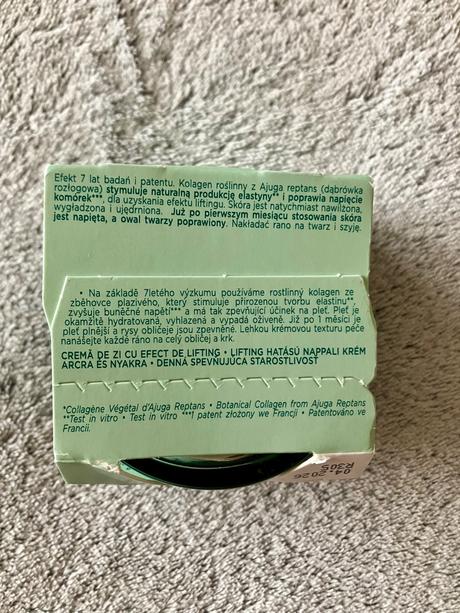 Efekt 7 lat badań i patentu. Kolagen roślinny z Ajuga reptans (dąbrówka
rozłogowa) stymuluje naturalną produkcję elastyny** i poprawia napięcie
komórek***, dla uzyskania efektu liftingu. Skóra jest natychmiast nawilżona,
wygładzona i ujędrniona. Już po pierwszym miesiącu stosowania skóra
jest napięta, a owal twarzy poprawiony. Nakładać rano na twarz i szyję.
• Na základě 7letého výzkumu používáme rostlinný kolagen ze
zběhovce plazivého, který stimuluje přirozenou tvorbu elastinu**,
zvyšuje buněčné napětí*** a má tak zpevňující účinek na pleť. Pleť je
okamžitě hydratovaná, vyhlazená a vypadá oživeně. Již po 1 měsíci je
pleť plnější a rysy obličeje jsou zpevněné. Lehkou krémovou texturu péče
nanášejte každé ráno na celý obličej a krk.
CREMĂ DE ZI CU EFECT DE LIFTING • LIFTING HATÁSÚ NAPPALI KRÉM
ARCRA ÉS NYAKRA • DENNÁ SPEVŇUJÚCA STAROSTLIVOSŤ
*Collagène Végétal d'Ajuga Reptans • Botanical Collagen from Ajuga Reptans
**Test in vitro • Test in vitro ***1 patent złożony we Francji • Patentováno ve
Francii.
04.2026
R305